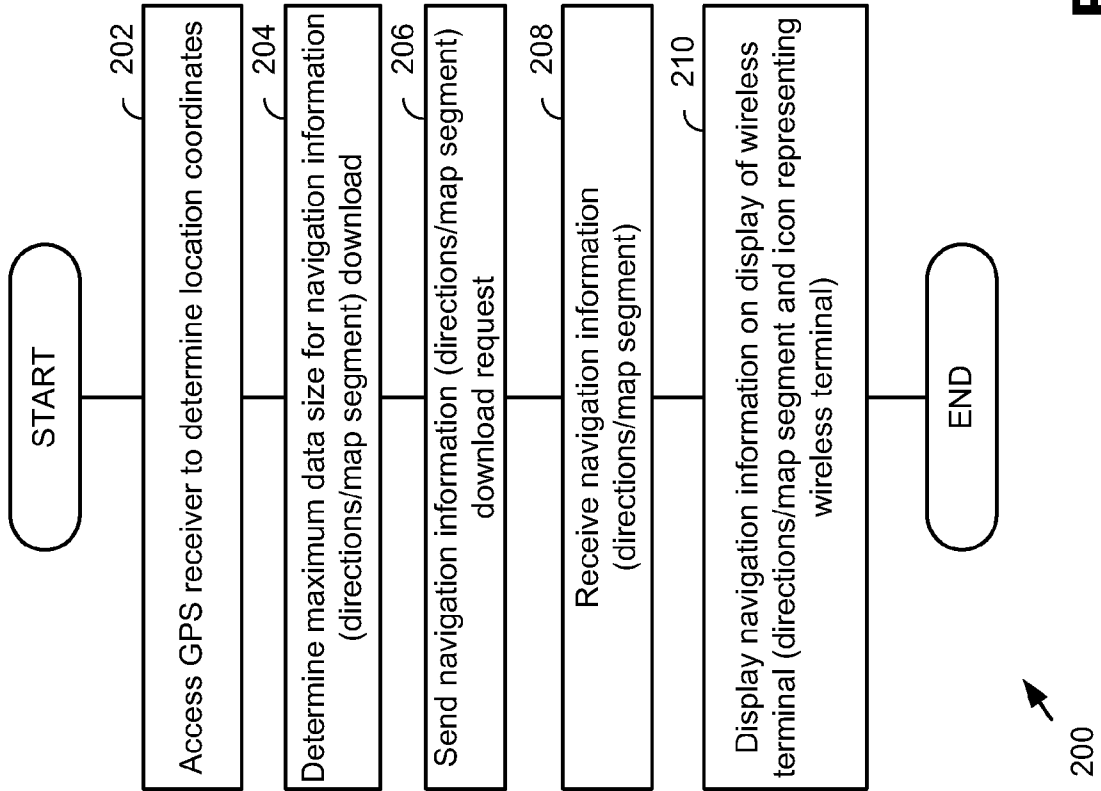 START
202
Access GPS receiver to determine location coordinates
204
Determine maximum data size for navigation information
(directions/map segment) download
206
Send navigation information (directions/map segment)
download request
208
Receive navigation information
(directions/map segment)
210
Display navigation information on display of wireless
terminal (directions/map segment and icon representing
wireless terminal)
END
200